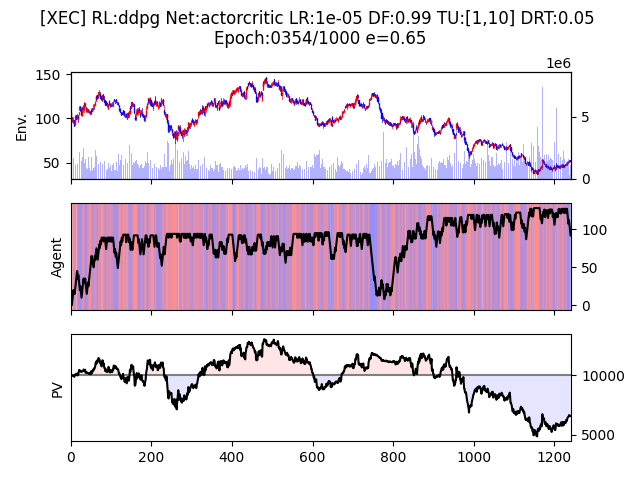 [XEC] RL:ddpg Net:actorcritic LR:1e-05 DF:0.99 TU:[1,10] DRT:0.05
Epoch:0354/1000 e=0.65
1e6
150
100
50
Env.
5
0
Agent
100
50
0
PV
10000
5000
0 200 400 600 800 1000 1200